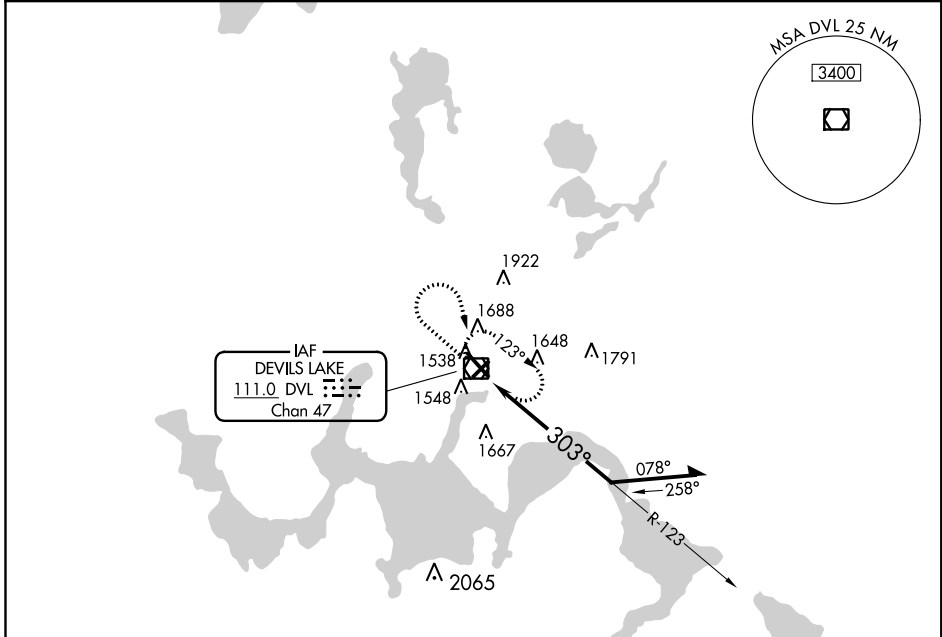 MSA DVL 25 NM
3400
1922
1688
123°
1648
1791
1538
IAF
DEVILS LAKE
111.0 DVL
Chan 47
1548
1667
303°
078°
258°
R-123
2065